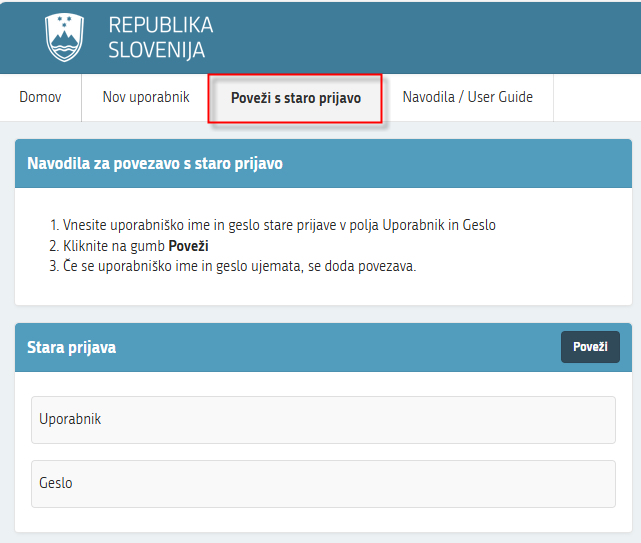 REPUBLIKA
SLOVENIJA
Domov
Nov uporabnik
Poveži s staro prijavo
Navodila / User Guide
Navodila za povezavo s staro prijavo
1. Vnesite uporabniško ime in geslo stare prijave v polja Uporabnik in Geslo
2. Kliknite na gumb Poveži
3. Če se uporabniško ime in geslo ujemata, se doda povezava.
Stara prijava
Poveži
Uporabnik
Geslo